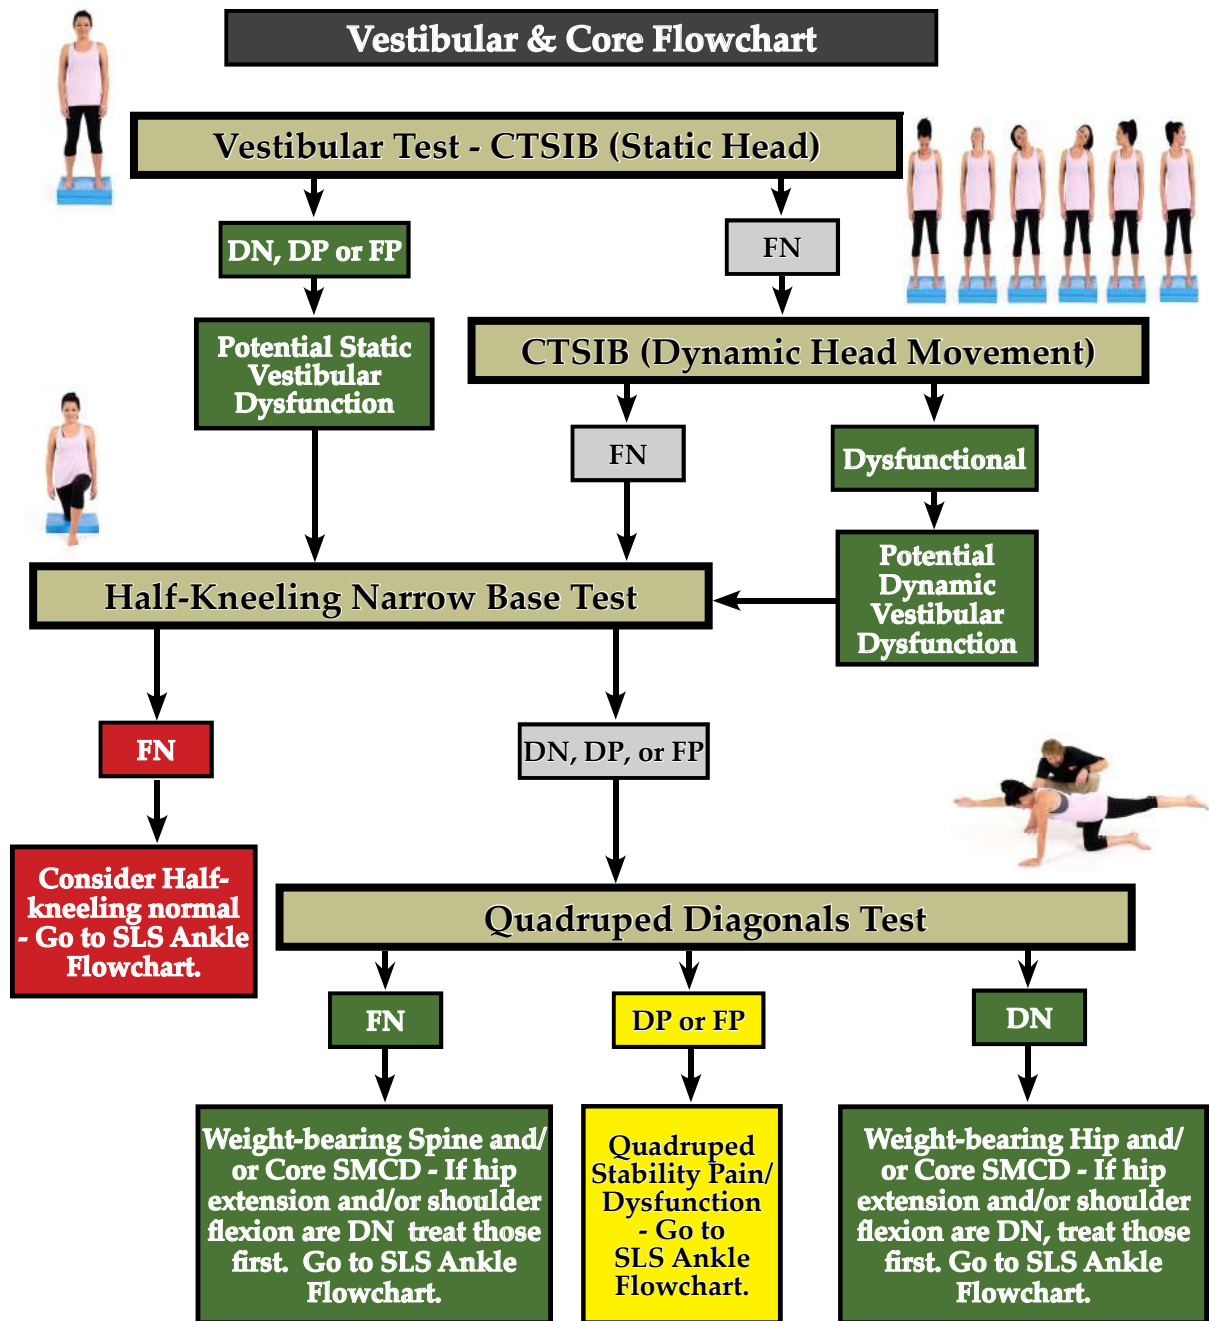 Vestibular & Core Flowchart
Vestibular Test - CTSIB (Static Head)
DN, DP or FP
FN
Potential Static
Vestibular
Dysfunction
CTSIB (Dynamic Head Movement)
FN
Dysfunctional
Potential
Dynamic
Vestibular
Dysfunction
Half-Kneeling Narrow Base Test
FN
DN, DP, or FP
Consider Half-
kneeling normal
- Go to SLS Ankle
Flowchart.
Quadruped Diagonals Test
FN
DP or FP
DN
Weight-bearing Spine and/
or Core SMCD - If hip
extension and/or shoulder
flexion are DN treat those
first. Go to SLS Ankle
Flowchart.
Quadruped
Stability Pain/
Dysfunction
- Go to
SLS Ankle
Flowchart.
Weight-bearing Hip and/
or Core SMCD - If hip
extension and/or shoulder
flexion are DN, treat those
first. Go to SLS Ankle
Flowchart.